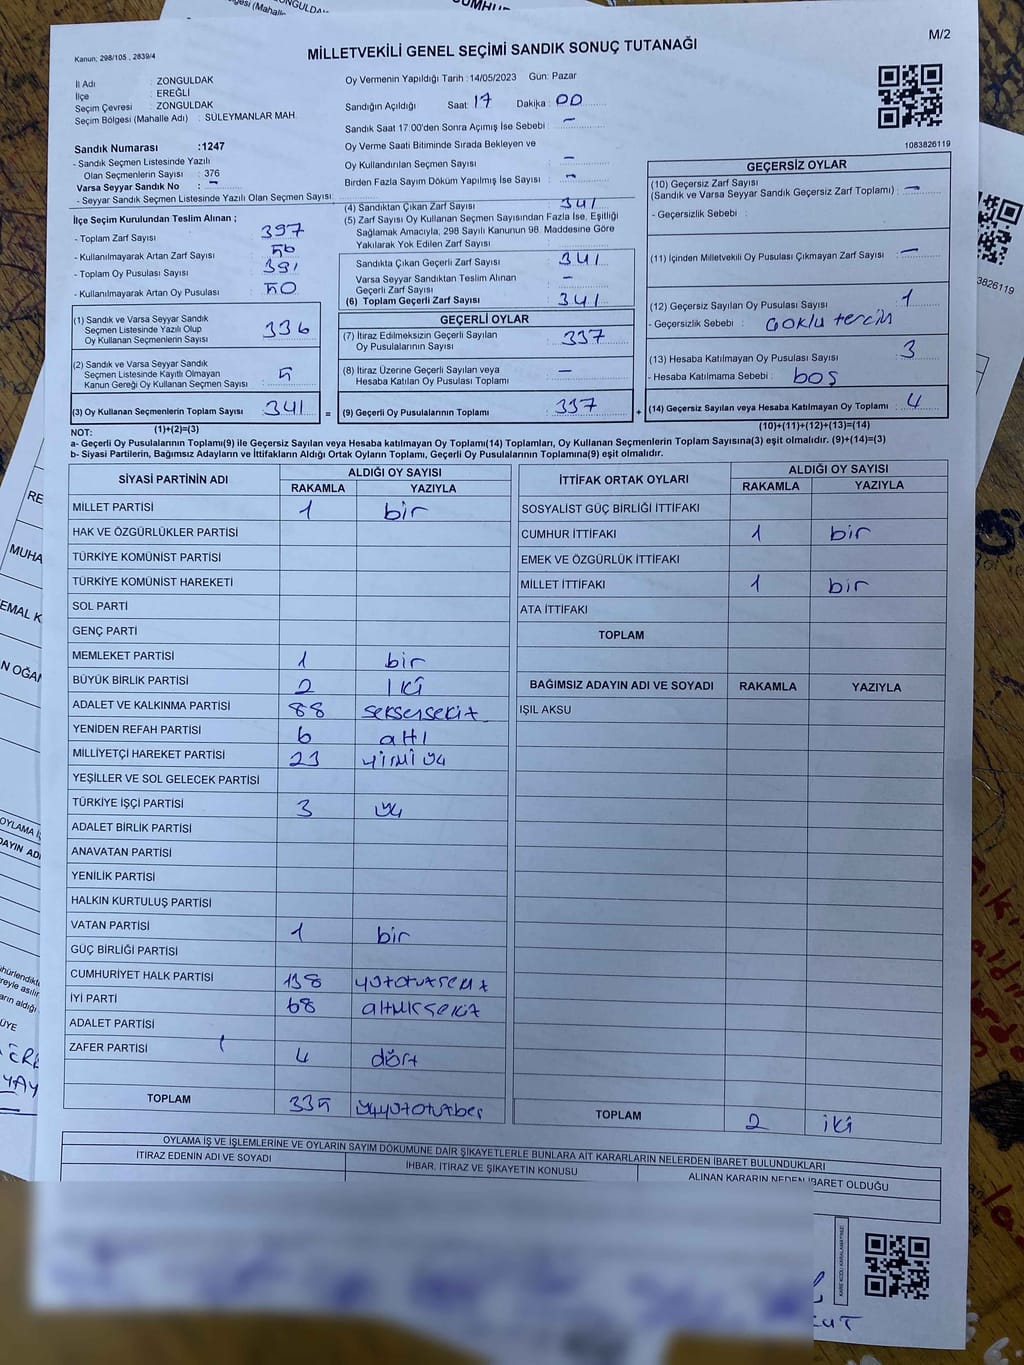 M/2
Kanun; 298/105 , 2839/4
MİLLETVEKİLİ GENEL SEÇİMİ SANDIK SONUÇ TUTANAĞI
İl Adı : ZONGULDAK
İlçe : EREĞLİ
Seçim Çevresi : ZONGULDAK
Seçim Bölgesi (Mahalle Adı) : SÜLEYMANLAR MAH.
Sandık Numarası :1247
- Sandık Seçmen Listesinde Yazılı
Olan Seçmenlerin Sayısı : 376
Varsa Seyyar Sandık No : -
- Seyyar Sandık Seçmen Listesinde Yazılı Olan Seçmen Sayısı :
Oy Vermenin Yapıldığı Tarih :14/05/2023 Gün: Pazar
Sandığın Açıldığı Saat: 17 Dakika : 00
Sandık Saat 17:00'den Sonra Açımış İse Sebebi : -
Oy Verme Saati Bitiminde Sırada Bekleyen ve
Oy Kullandırılan Seçmen Sayısı : -
Birden Fazla Sayım Döküm Yapılmış İse Sayısı : -
1083826119
İlçe Seçim Kurulundan Teslim Alınan ;
- Toplam Zarf Sayısı : 397
- Kullanılmayarak Artan Zarf Sayısı : 56
- Toplam Oy Pusulası Sayısı : 391
- Kullanılmayarak Artan Oy Pusulası : 50
(1) Sandık ve Varsa Seyyar Sandık
Seçmen Listesinde Yazılı Olup
Oy Kullanan Seçmenlerin Sayısı : 336
(2) Sandık ve Varsa Seyyar Sandık
Seçmen Listesinde Kayıtlı Olmayan
Kanun Gereği Oy Kullanan Seçmen Sayısı : 5
(3) Oy Kullanan Seçmenlerin Toplam Sayısı : 341 =
(1)+(2)=(3)
(4) Sandıktan Çıkan Zarf Sayısı : 341
(5) Zarf Sayısı Oy Kullanan Seçmen Sayısından Fazla İse, Eşitliği
Sağlamak Amacıyla, 298 Sayılı Kanunun 98. Maddesine Göre
Yakılarak Yok Edilen Zarf Sayısı :
Sandıkta Çıkan Geçerli Zarf Sayısı : 341
Varsa Seyyar Sandıktan Teslim Alınan
Geçerli Zarf Sayısı : -
(6) Toplam Geçerli Zarf Sayısı : 341
GEÇERLİ OYLAR
(7) İtiraz Edilmeksizin Geçerli Sayılan
Oy Pusulalarının Sayısı : 337
(8) İtiraz Üzerine Geçerli Sayılan veya
Hesaba Katılan Oy Pusulası Toplamı : -
(9) Geçerli Oy Pusulalarının Toplamı : 337 +
GEÇERSİZ OYLAR
(10) Geçersiz Zarf Sayısı
(Sandık ve Varsa Seyyar Sandık Geçersiz Zarf Toplamı) : -
- Geçersizlik Sebebi :
(11) İçinden Milletvekili Oy Pusulası Çıkmayan Zarf Sayısı : -
(12) Geçersiz Sayılan Oy Pusulası Sayısı : 1
- Geçersizlik Sebebi : Çoklu tercih
(13) Hesaba Katılmayan Oy Pusulası Sayısı : 3
- Hesaba Katılmama Sebebi : boş
(14) Geçersiz Sayılan veya Hesaba Katılmayan Oy Toplamı : 4
(10)+(11)+(12)+(13)=(14)
NOT:
a- Geçerli Oy Pusulalarının Toplamı(9) ile Geçersiz Sayılan veya Hesaba katılmayan Oy Toplamı(14) Toplamları, Oy Kullanan Seçmenlerin Toplam Sayısına(3) eşit olmalıdır. (9)+(14)=(3)
b- Siyasi Partilerin, Bağımsız Adayların ve İttifakların Aldığı Ortak Oyların Toplamı, Geçerli Oy Pusulalarının Toplamına(9) eşit olmalıdır.
SİYASİ PARTİNİN ADI ALDIĞI OY SAYISI
RAKAMLA YAZIYLA
MİLLET PARTİSİ 1 bir
HAK VE ÖZGÜRLÜKLER PARTİSİ
TÜRKİYE KOMÜNİST PARTİSİ
TÜRKİYE KOMÜNİST HAREKETİ
SOL PARTİ
GENÇ PARTİ
MEMLEKET PARTİSİ 1 bir
BÜYÜK BİRLİK PARTİSİ 2 İki
ADALET VE KALKINMA PARTİSİ 88 seksensekiz
YENİDEN REFAH PARTİSİ 6 altı
MİLLİYETÇİ HAREKET PARTİSİ 23 yirmi üç
YEŞİLLER VE SOL GELECEK PARTİSİ
TÜRKİYE İŞÇİ PARTİSİ 3 üç
ADALET BİRLİK PARTİSİ
ANAVATAN PARTİSİ
YENİLİK PARTİSİ
HALKIN KURTULUŞ PARTİSİ
VATAN PARTİSİ 1 bir
GÜÇ BİRLİĞİ PARTİSİ
CUMHURİYET HALK PARTİSİ 138 yüzotuzsekiz
İYİ PARTİ 68 altmışsekiz
ADALET PARTİSİ
ZAFER PARTİSİ 4 dört
TOPLAM 335 üçyüzotuzbeş
İTTİFAK ORTAK OYLARI ALDIĞI OY SAYISI
RAKAMLA YAZIYLA
SOSYALİST GÜÇ BİRLİĞİ İTTİFAKI
CUMHUR İTTİFAKI 1 bir
EMEK VE ÖZGÜRLÜK İTTİFAKI
MİLLET İTTİFAKI 1 bir
ATA İTTİFAKI
TOPLAM
BAĞIMSIZ ADAYIN ADI VE SOYADI RAKAMLA YAZIYLA
IŞIL AKSU
TOPLAM 2 iki
OYLAMA İŞ VE İŞLEMLERİNE VE OYLARIN SAYIM DÖKÜMÜNE DAİR ŞİKAYETLERLE BUNLARA AİT KARARLARIN NELERDEN İBARET BULUNDUKLARI
İTİRAZ EDENİN ADI VE SOYADI İHBAR, İTİRAZ VE ŞİKAYETİN KONUSU ALINAN KARARIN NEDEN İBARET OLDUĞU